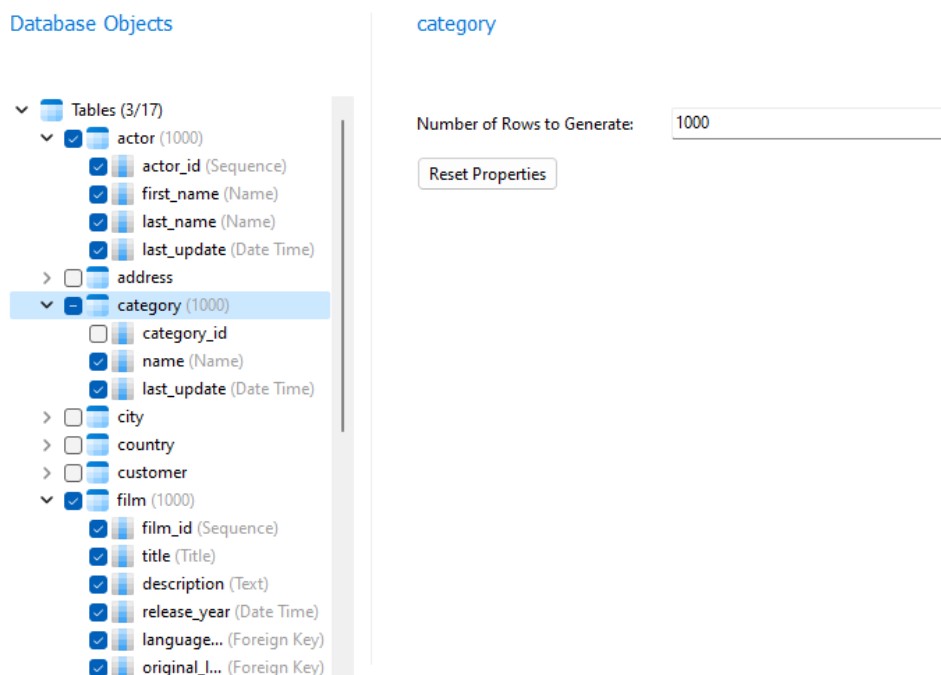 Database Objects
category
Tables (3/17)
actor (1000)
actor_id (Sequence)
first_name (Name)
last_name (Name)
last_update (Date Time)
address
category (1000)
category_id
name (Name)
last_update (Date Time)
city
country
customer
film (1000)
film_id (Sequence)
title (Title)
description (Text)
release_year (Date Time)
language... (Foreign Key)
original_l... (Foreign Key)
Number of Rows to Generate: 1000
Reset Properties